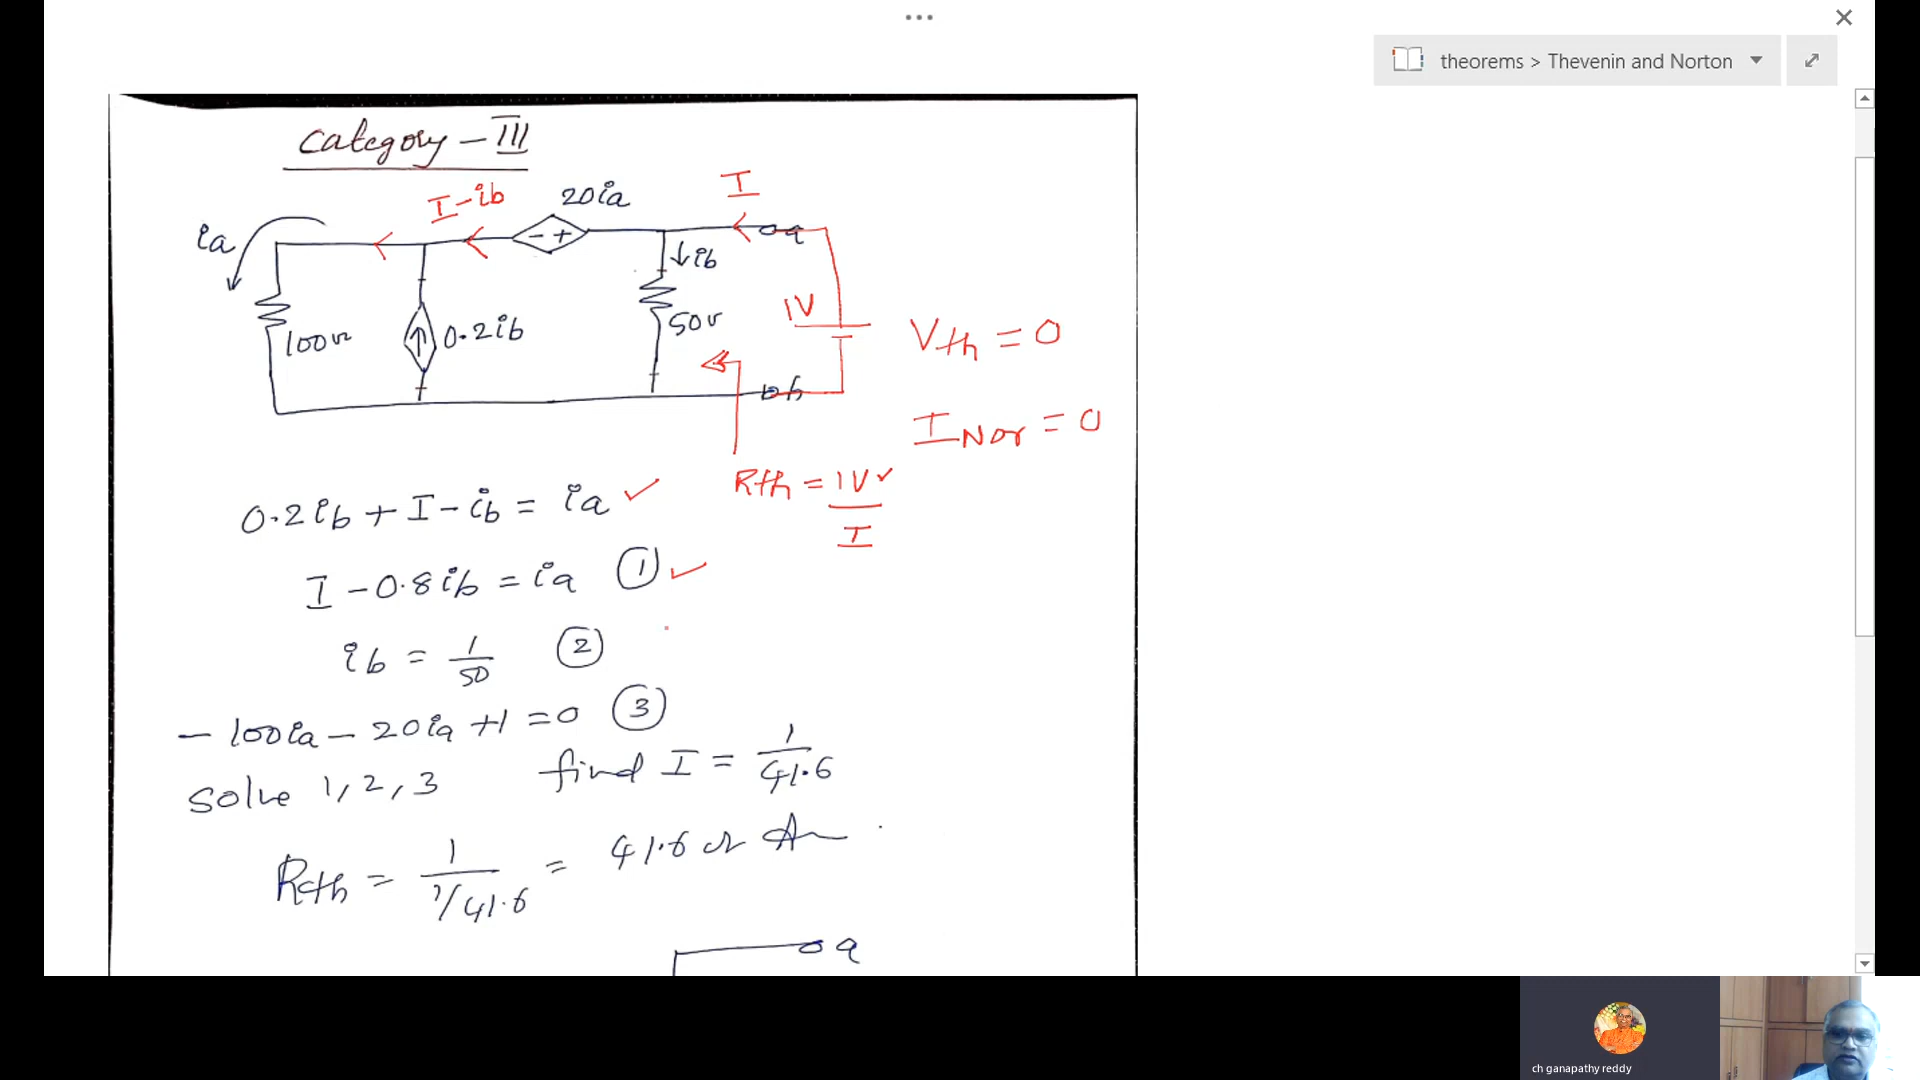 theorems > Thevenin and Norton
Category - III
I - ib
20ia
I
ia
- +
a
ib
1V
100Ω
0.2ib
50Ω
Vth = 0
b
INor = 0
Rth = 1V / I
0.2ib + I - ib = ia
I - 0.8ib = ia ①
ib = 1/50 ②
- 100ia - 20ia + 1 = 0 ③
solve 1, 2, 3 find I = 1/41.6
Rth = 1 / 1/41.6 = 41.6 Ω
a
ch ganapathy reddy